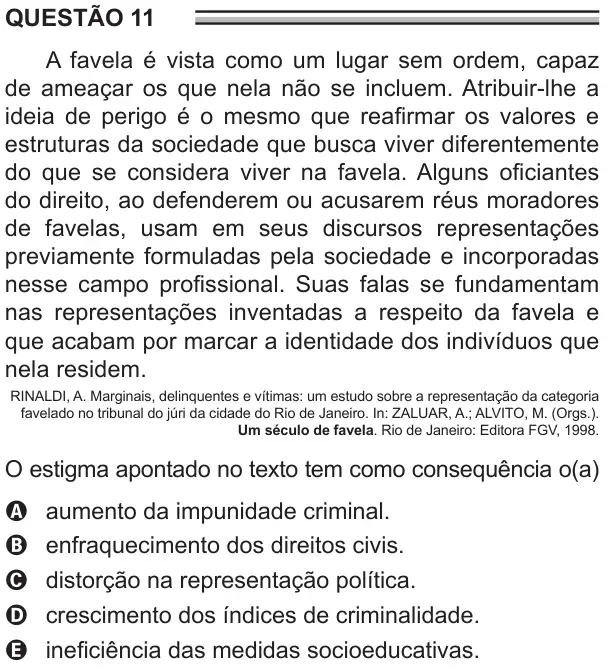 QUESTÃO 11
A favela é vista como um lugar sem ordem, capaz
de ameaçar os que nela não se incluem. Atribuir-lhe a
ideia de perigo é o mesmo que reafirmar os valores e
estruturas da sociedade que busca viver diferentemente
do que se considera viver na favela. Alguns oficiantes
do direito, ao defenderem ou acusarem réus moradores
de favelas, usam em seus discursos representações
previamente formuladas pela sociedade e incorporadas
nesse campo profissional. Suas falas se fundamentam
nas representações inventadas a respeito da favela e
que acabam por marcar a identidade dos indivíduos que
nela residem.
RINALDI, A. Marginais, delinquentes e vítimas: um estudo sobre a representação da categoria
favelado no tribunal do júri da cidade do Rio de Janeiro. In: ZALUAR, A.; ALVITO, M. (Orgs.).
Um século de favela. Rio de Janeiro: Editora FGV, 1998.
O estigma apontado no texto tem como consequência o(a)
A aumento da impunidade criminal.
B enfraquecimento dos direitos civis.
C distorção na representação política.
D crescimento dos índices de criminalidade.
E ineficiência das medidas socioeducativas.